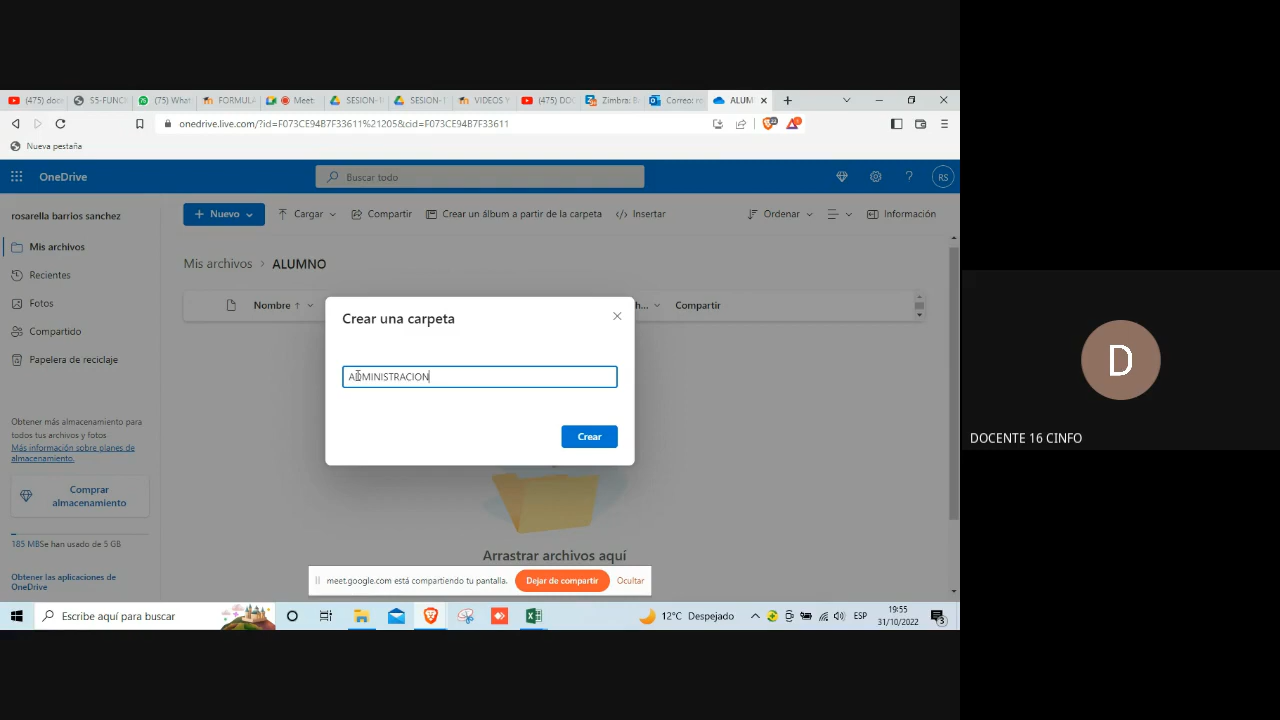 (475) doc
S5-FUNC
(75) What
FORMULA
Meet:
SESION-1
SESION-1
VIDEOS Y
(475) DO
Zimbra: B
Correo: ro
ALUM
onedrive.live.com/?id=F073CE94B7F33611%21205&cid=F073CE94B7F33611
Nueva pestaña
OneDrive
Buscar todo
RS
rosarella barrios sanchez
Nuevo
Cargar
Compartir
Crear un álbum a partir de la carpeta
</> Insertar
Ordenar
Información
Mis archivos
Recientes
Fotos
Compartido
Papelera de reciclaje
Mis archivos > ALUMNO
Nombre
Compartir
Crear una carpeta
ADMINISTRACION
Crear
Arrastrar archivos aquí
Obtener más almacenamiento para
todos tus archivos y fotos
Más información sobre planes de
almacenamiento.
Comprar
almacenamiento
185 MBSe han usado de 5 GB
Obtener las aplicaciones de
OneDrive
meet.google.com está compartiendo tu pantalla.
Dejar de compartir
Ocultar
Escribe aquí para buscar
12°C Despejado
ESP
19:55
31/10/2022
3
D
DOCENTE 16 CINFO